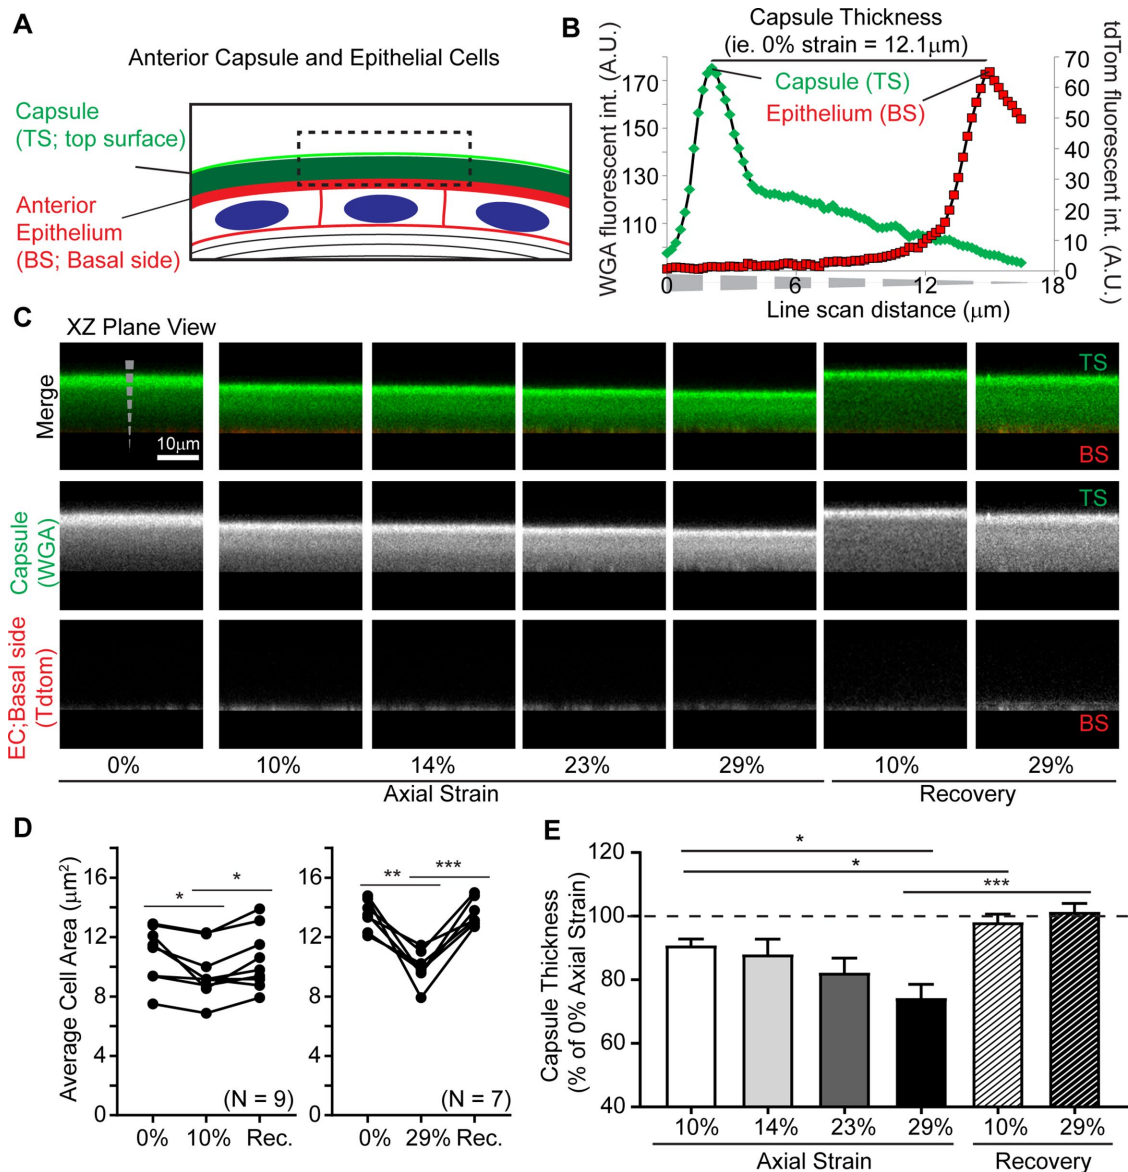 A
Anterior Capsule and Epithelial Cells
Capsule
(TS; top surface)
Anterior
Epithelium
(BS; Basal side)
B
Capsule Thickness
(ie. 0% strain = 12.1μm)
Capsule (TS)
Epithelium (BS)
WGA fluorescent int. (A.U.)
170
150
130
110
tdTom fluorescent int. (A.U.)
70
60
50
40
30
20
10
0
0 6 12 18
Line scan distance (μm)
C
XZ Plane View
Merge
10μm
TS
BS
Capsule
(WGA)
TS
EC;Basal side
(Tdtom)
BS
0% 10% 14% 23% 29% 10% 29%
Axial Strain Recovery
D
Average Cell Area (μm²)
16
12
8
4
0
* *
(N = 9)
0% 10% Rec.
16
12
8
4
0
** ***
(N = 7)
0% 29% Rec.
E
Capsule Thickness
(% of 0% Axial Strain)
120
100
80
60
40
*
*
***
10% 14% 23% 29% 10% 29%
Axial Strain Recovery